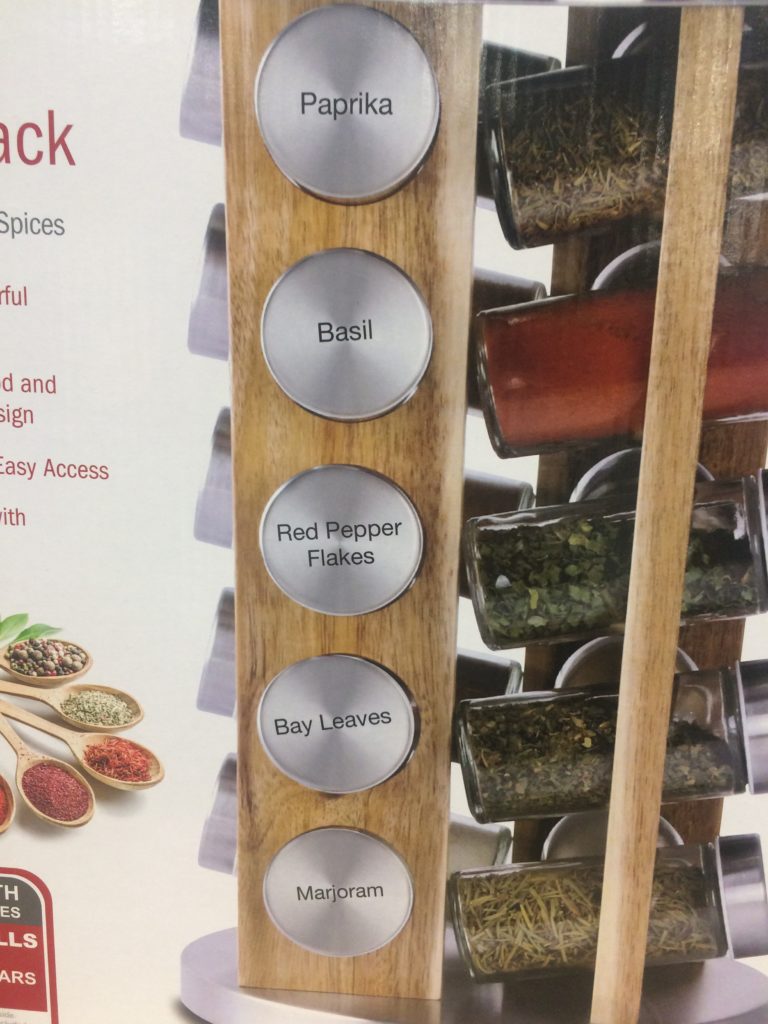 ack
Spices
rful
d and
sign
Easy Access
with
TH
ES
LLS
ARS
Paprika
Basil
Red Pepper
Flakes
Bay Leaves
Marjoram